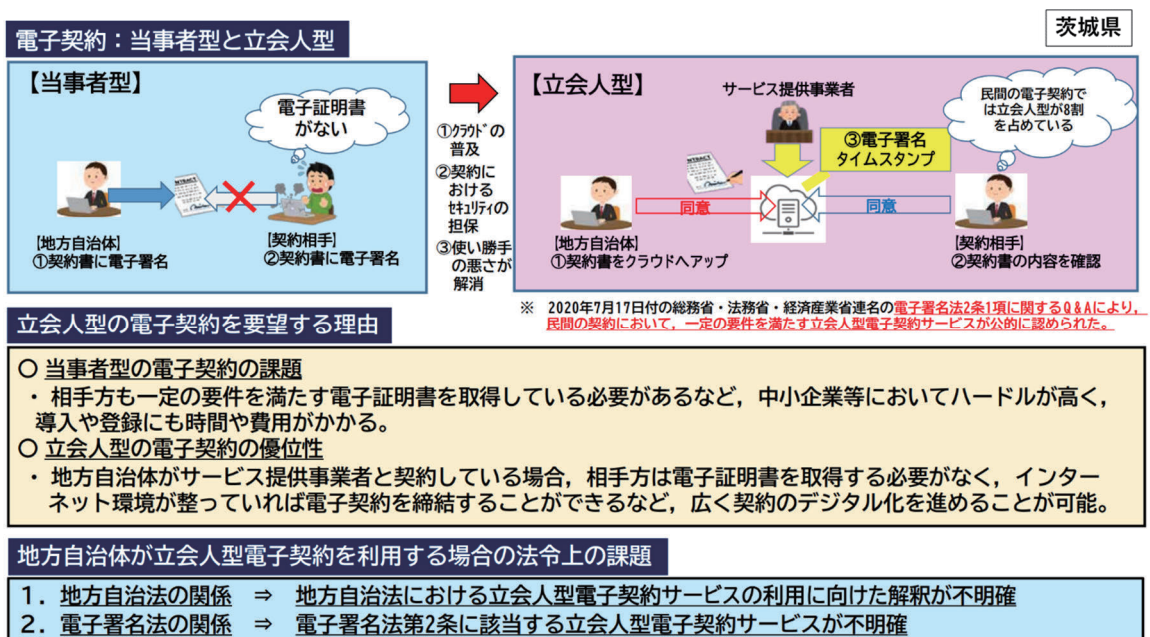 茨城県
電子契約：当事者型と立会人型
【当事者型】
電子証明書
がない
【地方自治体】
①契約書に電子署名
【契約相手】
②契約書に電子署名
①クラウドの
普及
②契約に
おける
セキュリティの
担保
③使い勝手
の悪さが
解消
【立会人型】
サービス提供事業者
民間の電子契約で
は立会人型が8割
を占めている
③電子署名
タイムスタンプ
同意
同意
【地方自治体】
①契約書をクラウドへアップ
【契約相手】
②契約書の内容を確認
※ 2020年7月17日付の総務省・法務省・経済産業省連名の電子署名法2条1項に関するQ&Aにより，
民間の契約において，一定の要件を満たす立会人型電子契約サービスが公的に認められた。
立会人型の電子契約を要望する理由
○ 当事者型の電子契約の課題
・ 相手方も一定の要件を満たす電子証明書を取得している必要があるなど，中小企業等においてハードルが高く，
導入や登録にも時間や費用がかかる。
○ 立会人型の電子契約の優位性
・ 地方自治体がサービス提供事業者と契約している場合，相手方は電子証明書を取得する必要がなく，インター
ネット環境が整っていれば電子契約を締結することができるなど，広く契約のデジタル化を進めることが可能。
地方自治体が立会人型電子契約を利用する場合の法令上の課題
１．地方自治法の関係 ⇒ 地方自治法における立会人型電子契約サービスの利用に向けた解釈が不明確
２．電子署名法の関係 ⇒ 電子署名法第2条に該当する立会人型電子契約サービスが不明確